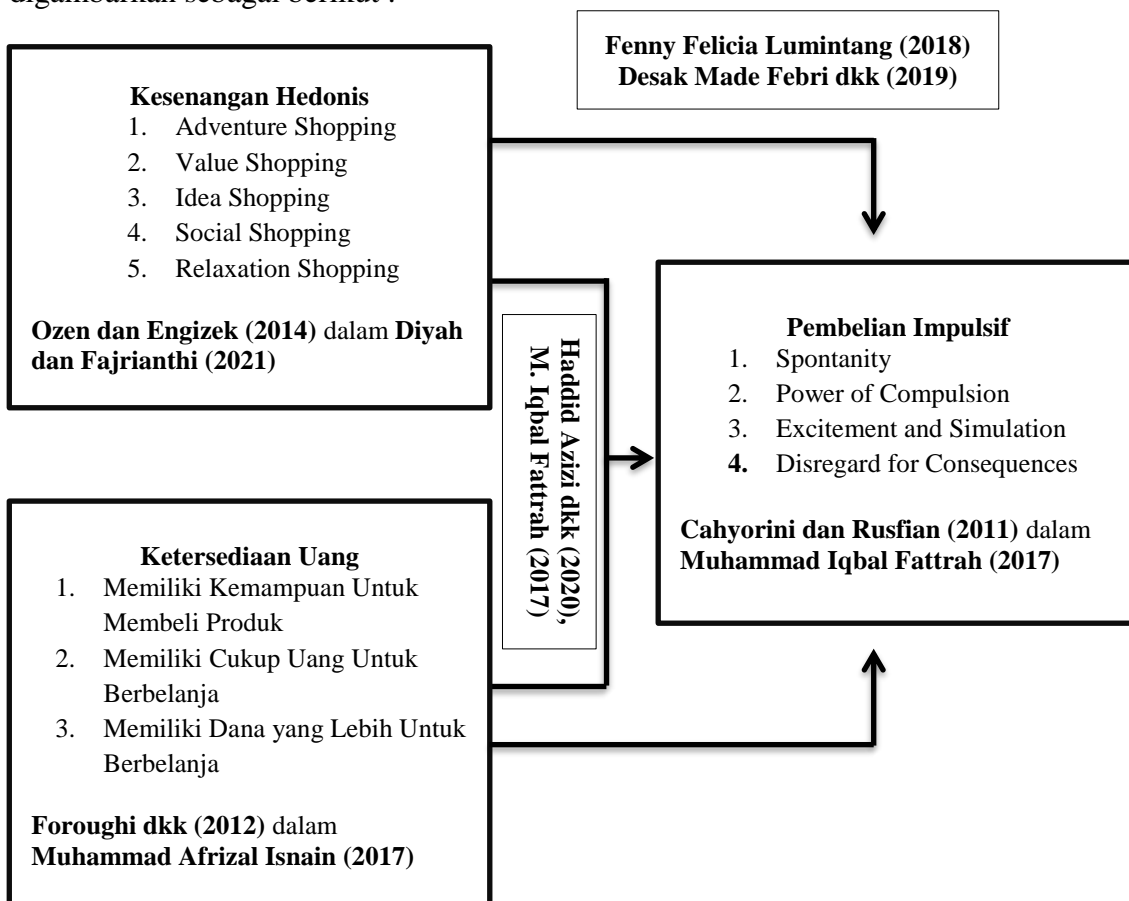 digambarkan sebagai berikut :
Fenny Felicia Lumintang (2018)
Desak Made Febri dkk (2019)
Kesenangan Hedonis
1. Adventure Shopping
2. Value Shopping
3. Idea Shopping
4. Social Shopping
5. Relaxation Shopping
Ozen dan Engizek (2014) dalam Diyah
dan Fajrianthi (2021)
Haddid Azizi dkk (2020),
M. Iqbal Fattrah (2017)
Pembelian Impulsif
1. Spontanity
2. Power of Compulsion
3. Excitement and Simulation
4. Disregard for Consequences
Cahyorini dan Rusfian (2011) dalam
Muhammad Iqbal Fattrah (2017)
Ketersediaan Uang
1. Memiliki Kemampuan Untuk
Membeli Produk
2. Memiliki Cukup Uang Untuk
Berbelanja
3. Memiliki Dana yang Lebih Untuk
Berbelanja
Foroughi dkk (2012) dalam
Muhammad Afrizal Isnain (2017)